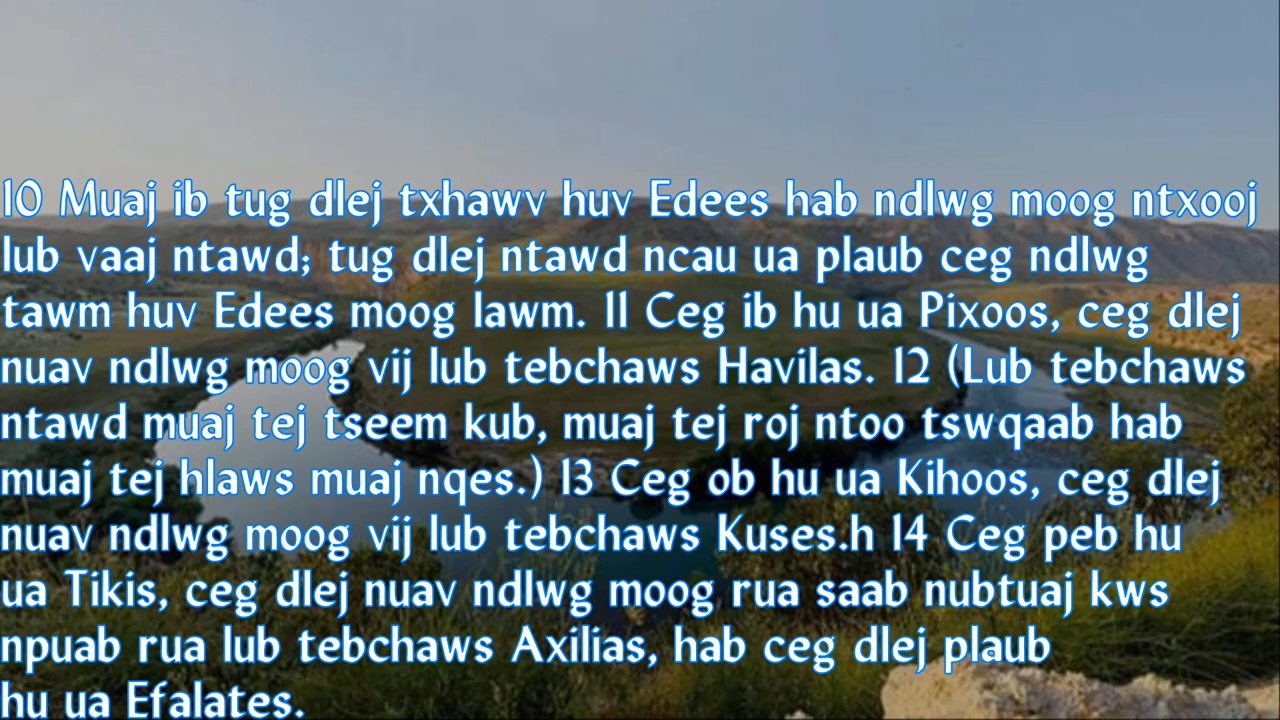 10 Muaj ib tug dlej txhawv huv Edees hab ndlwg moog ntxooj
lub vaaj ntawd; tug dlej ntawd ncau ua plaub ceg ndlwg
tawm huv Edees moog lawm. 11 Ceg ib hu ua Pixoos, ceg dlej
nuav ndlwg moog vij lub tebchaws Havilas. 12 (Lub tebchaws
ntawd muaj tej tseem kub, muaj tej roj ntoo tswqaab hab
muaj tej hlaws muaj nqes.) 13 Ceg ob hu ua Kihoos, ceg dlej
nuav ndlwg moog vij lub tebchaws Kuses.h 14 Ceg peb hu
ua Tikis, ceg dlej nuav ndlwg moog rua saab nubtuaj kws
npuab rua lub tebchaws Axilias, hab ceg dlej plaub
hu ua Efalates.